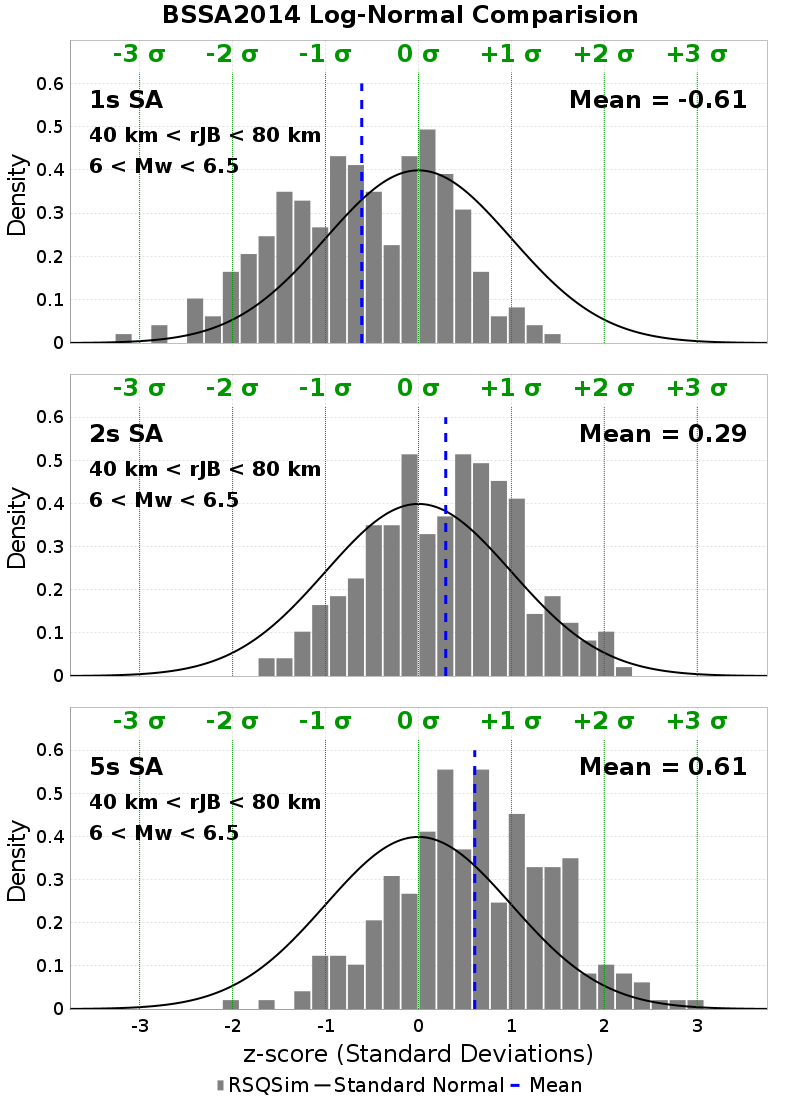 BSSA2014 Log-Normal Comparision
-3 σ -2 σ -1 σ 0 σ +1 σ +2 σ +3 σ
1s SA
Mean = -0.61
40 km < rJB < 80 km
6 < Mw < 6.5
Density
0.6
0.5
0.4
0.3
0.2
0.1
0
-3 σ -2 σ -1 σ 0 σ +1 σ +2 σ +3 σ
2s SA
Mean = 0.29
40 km < rJB < 80 km
6 < Mw < 6.5
Density
0.6
0.5
0.4
0.3
0.2
0.1
0
-3 σ -2 σ -1 σ 0 σ +1 σ +2 σ +3 σ
5s SA
Mean = 0.61
40 km < rJB < 80 km
6 < Mw < 6.5
Density
0.6
0.5
0.4
0.3
0.2
0.1
0
-3 -2 -1 0 1 2 3
z-score (Standard Deviations)
RSQSim Standard Normal Mean